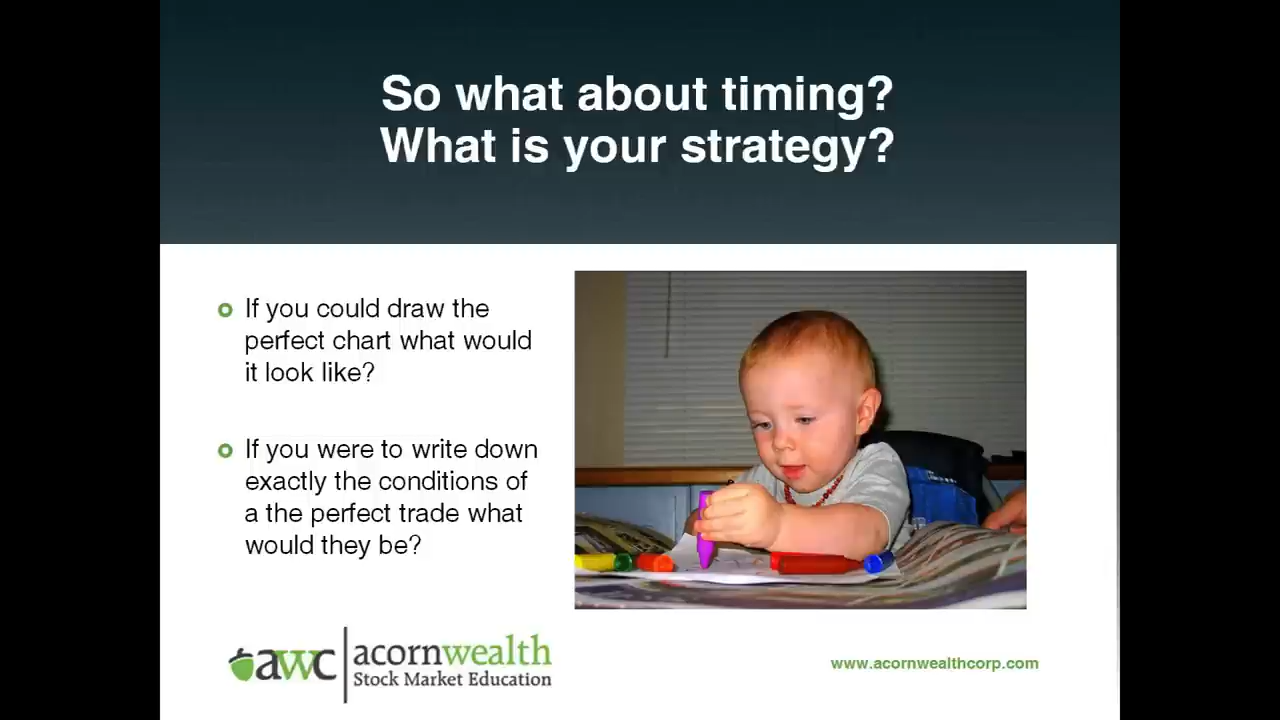 So what about timing?
What is your strategy?
If you could draw the
perfect chart what would
it look like?
If you were to write down
exactly the conditions of
a the perfect trade what
would they be?
awc acornwealth
Stock Market Education
www.acornwealthcorp.com